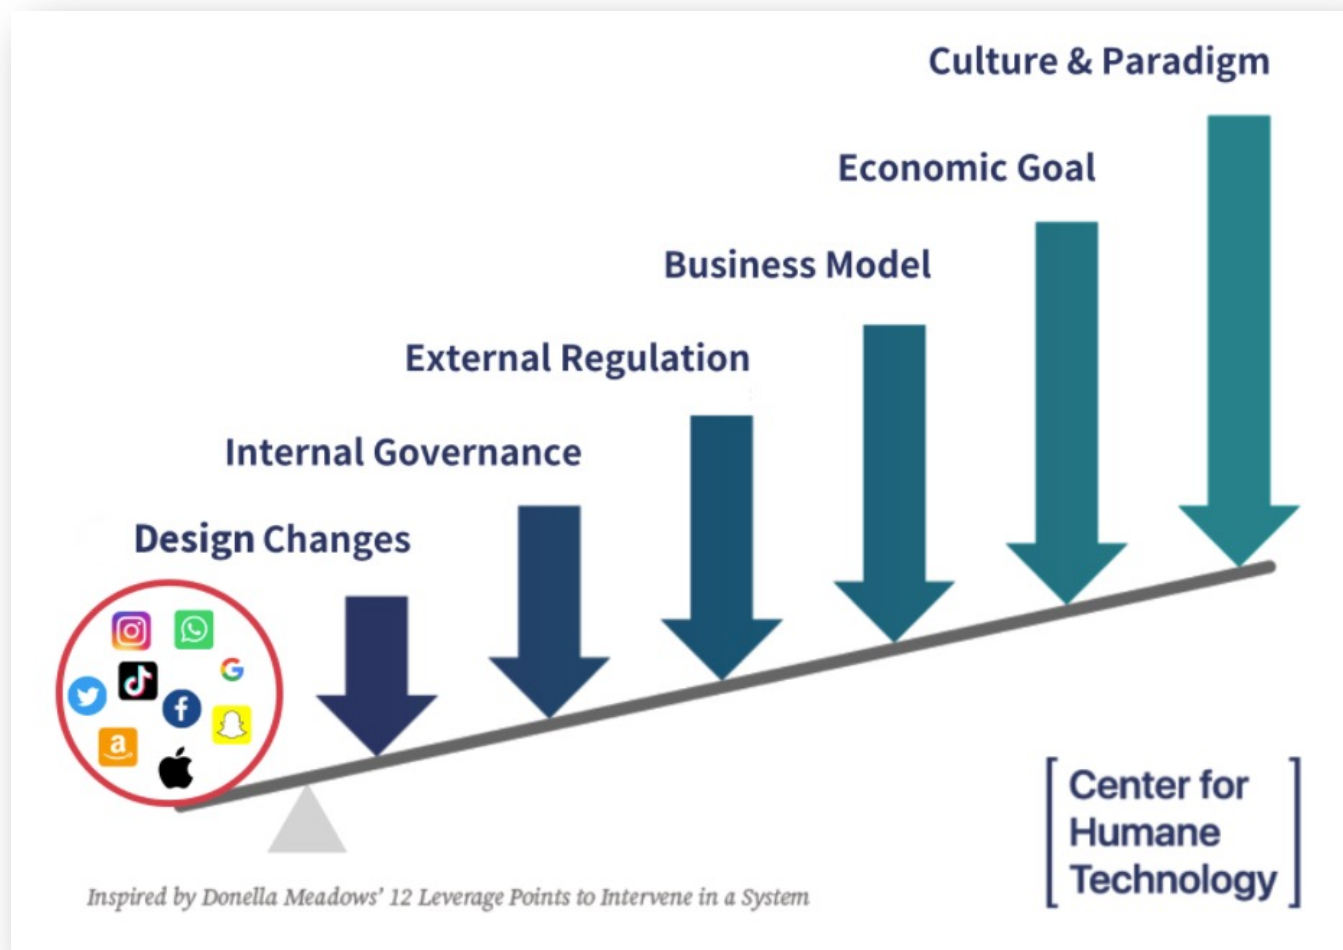 Culture & Paradigm
Economic Goal
Business Model
External Regulation
Internal Governance
Design Changes
a
Center for
Humane
Technology
Inspired by Donella Meadows' 12 Leverage Points to Intervene in a System